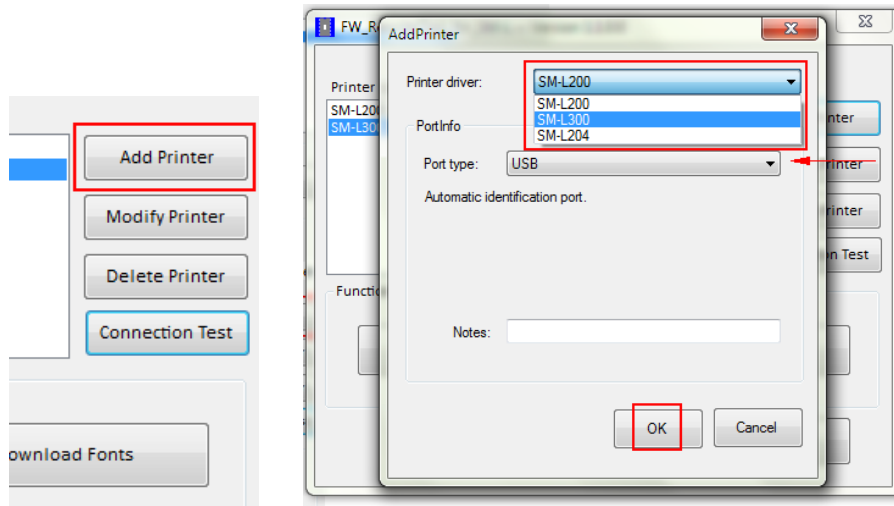 Add Printer
Modify Printer
Delete Printer
Connection Test
ownload Fonts
FW_R
AddPrinter
Printer
SM-L200
SM-L300
Printer driver:
SM-L200
SM-L200
SM-L300
SM-L204
PortInfo
Port type:
USB
Automatic identification port.
Notes:
OK
Cancel
nter
rinter
rinter
on Test
Functio